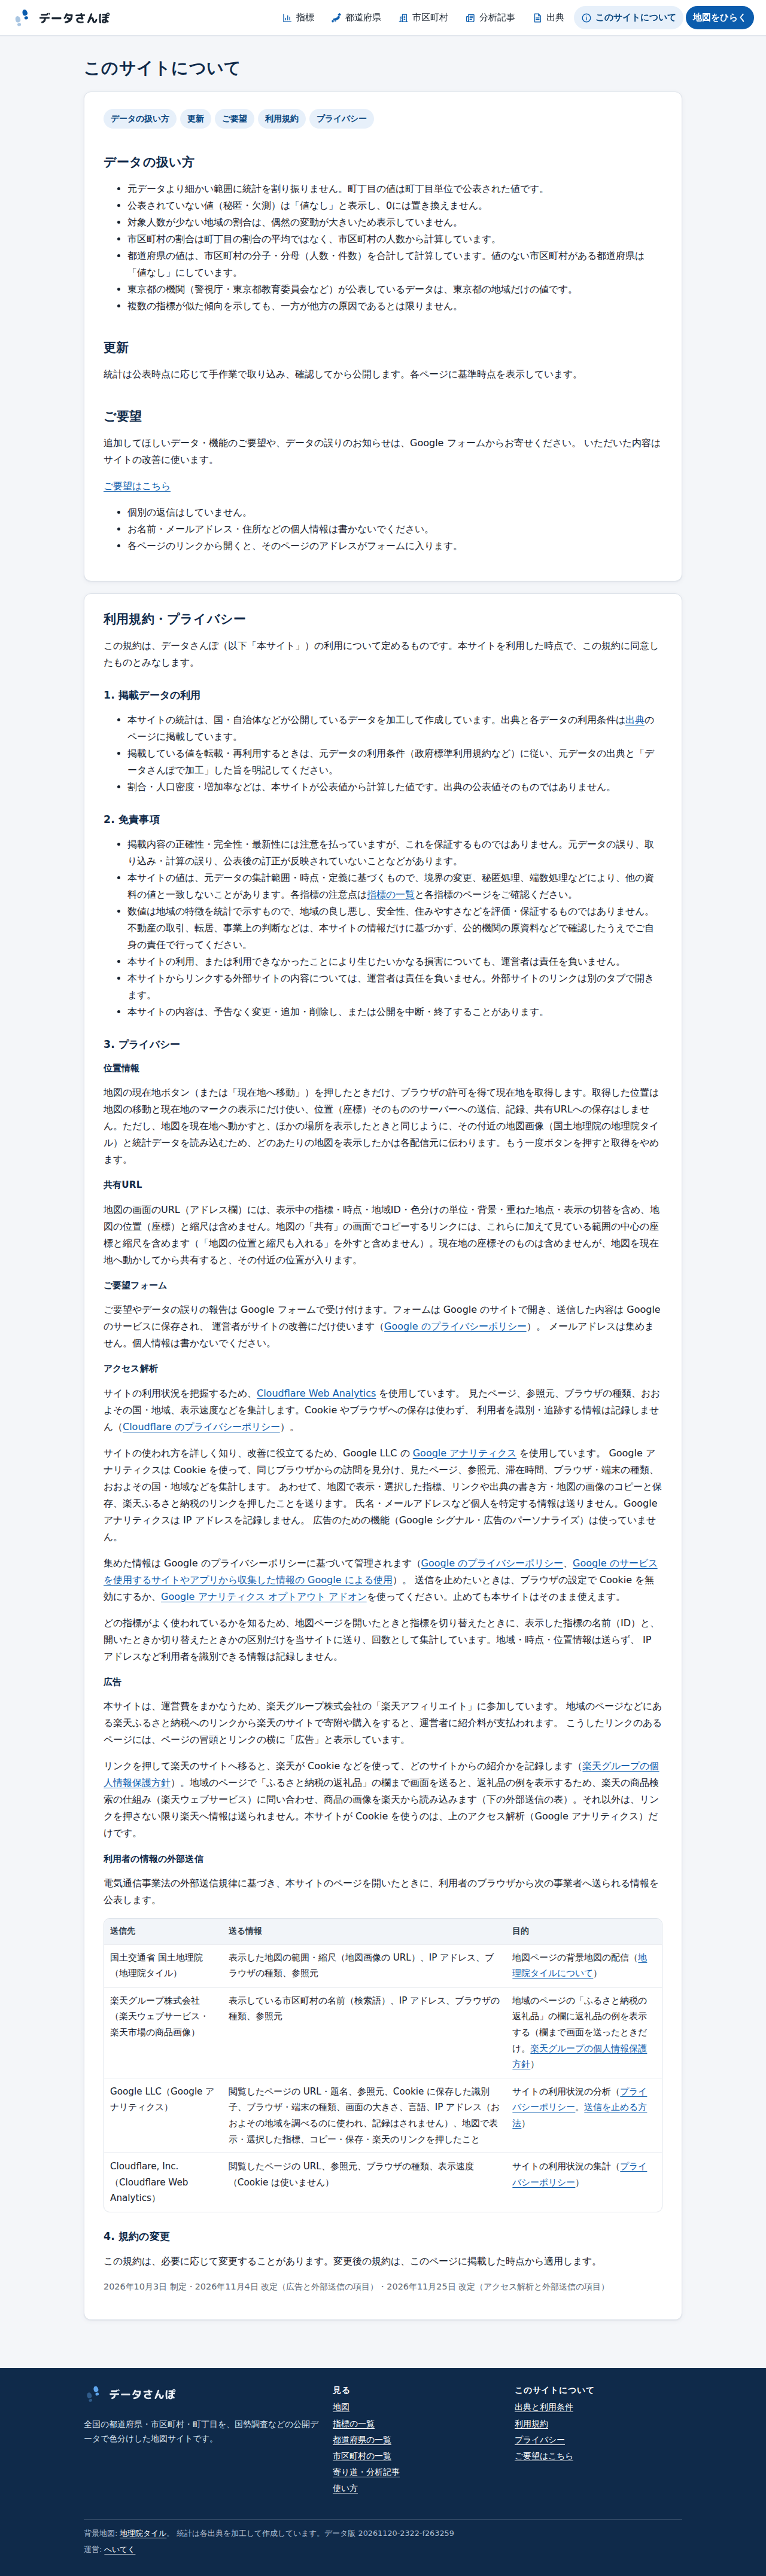 データさんぽ
指標
都道府県
市区町村
分析記事
出典
このサイトについて
地図をひらく
このサイトについて
データの扱い方
更新
ご要望
利用規約
プライバシー
データの扱い方
• 元データより細かい範囲に統計を割り振りません。町丁目の値は町丁目単位で公表された値です。
• 公表されていない値（秘匿・欠測）は「値なし」と表示し、0には置き換えません。
• 対象人数が少ない地域の割合は、偶然の変動が大きいため表示していません。
• 市区町村の割合は町丁目の割合の平均ではなく、市区町村の人数から計算しています。
• 都道府県の値は、市区町村の分子・分母（人数・件数）を合計して計算しています。値のない市区町村がある都道府県は
「値なし」にしています。
• 東京都の機関（警視庁・東京都教育委員会など）が公表しているデータは、東京都の地域だけの値です。
• 複数の指標が似た傾向を示しても、一方が他方の原因であるとは限りません。
更新
統計は公表時点に応じて手作業で取り込み、確認してから公開します。各ページに基準時点を表示しています。
ご要望
追加してほしいデータ・機能のご要望や、データの誤りのお知らせは、Google フォームからお寄せください。 いただいた内容は
サイトの改善に使います。
ご要望はこちら
• 個別の返信はしていません。
• お名前・メールアドレス・住所などの個人情報は書かないでください。
• 各ページのリンクから開くと、そのページのアドレスがフォームに入ります。
利用規約・プライバシー
この規約は、データさんぽ（以下「本サイト」）の利用について定めるものです。本サイトを利用した時点で、この規約に同意し
たものとみなします。
1. 掲載データの利用
• 本サイトの統計は、国・自治体などが公開しているデータを加工して作成しています。出典と各データの利用条件は出典の
ページに掲載しています。
• 掲載している値を転載・再利用するときは、元データの利用条件（政府標準利用規約など）に従い、元データの出典と「デ
ータさんぽで加工」した旨を明記してください。
• 割合・人口密度・増加率などは、本サイトが公表値から計算した値です。出典の公表値そのものではありません。
2. 免責事項
• 掲載内容の正確性・完全性・最新性には注意を払っていますが、これを保証するものではありません。元データの誤り、取
り込み・計算の誤り、公表後の訂正が反映されていないことなどがあります。
• 本サイトの値は、元データの集計範囲・時点・定義に基づくもので、境界の変更、秘匿処理、端数処理などにより、他の資
料の値と一致しないことがあります。各指標の注意点は指標の一覧と各指標のページをご確認ください。
• 数値は地域の特徴を統計で示すもので、地域の良し悪し、安全性、住みやすさなどを評価・保証するものではありません。
不動産の取引、転居、事業上の判断などは、本サイトの情報だけに基づかず、公的機関の原資料などで確認したうえでご自
身の責任で行ってください。
• 本サイトの利用、または利用できなかったことにより生じたいかなる損害についても、運営者は責任を負いません。
• 本サイトからリンクする外部サイトの内容については、運営者は責任を負いません。外部サイトのリンクは別のタブで開き
ます。
• 本サイトの内容は、予告なく変更・追加・削除し、または公開を中断・終了することがあります。
3. プライバシー
位置情報
地図の現在地ボタン（または「現在地へ移動」）を押したときだけ、ブラウザの許可を得て現在地を取得します。取得した位置は
地図の移動と現在地のマークの表示にだけ使い、位置（座標）そのもののサーバーへの送信、記録、共有URLへの保存はしませ
ん。ただし、地図を現在地へ動かすと、ほかの場所を表示したときと同じように、その付近の地図画像（国土地理院の地理院タイ
ル）と統計データを読み込むため、どのあたりの地図を表示したかは各配信元に伝わります。もう一度ボタンを押すと取得をやめ
ます。
共有URL
地図の画面のURL（アドレス欄）には、表示中の指標・時点・地域ID・色分けの単位・背景・重ねた地点・表示の切替を含め、地
図の位置（座標）と縮尺は含めません。地図の「共有」の画面でコピーするリンクには、これらに加えて見ている範囲の中心の座
標と縮尺を含めます（「地図の位置と縮尺も入れる」を外すと含めません）。現在地の座標そのものは含めませんが、地図を現在
地へ動かしてから共有すると、その付近の位置が入ります。
ご要望フォーム
ご要望やデータの誤りの報告は Google フォームで受け付けます。フォームは Google のサイトで開き、送信した内容は Google
のサービスに保存され、 運営者がサイトの改善にだけ使います（Google のプライバシーポリシー）。 メールアドレスは集めま
せん。個人情報は書かないでください。
アクセス解析
サイトの利用状況を把握するため、Cloudflare Web Analytics を使用しています。 見たページ、参照元、ブラウザの種類、おお
よその国・地域、表示速度などを集計します。Cookie やブラウザへの保存は使わず、 利用者を識別・追跡する情報は記録しませ
ん（Cloudflare のプライバシーポリシー）。
サイトの使われ方を詳しく知り、改善に役立てるため、Google LLC の Google アナリティクス を使用しています。 Google ア
ナリティクスは Cookie を使って、同じブラウザからの訪問を見分け、見たページ、参照元、滞在時間、ブラウザ・端末の種類、
おおよその国・地域などを集計します。 あわせて、地図で表示・選択した指標、リンクや出典の書き方・地図の画像のコピーと保
存、楽天ふるさと納税のリンクを押したことを送ります。 氏名・メールアドレスなど個人を特定する情報は送りません。Google
アナリティクスは IP アドレスを記録しません。 広告のための機能（Google シグナル・広告のパーソナライズ）は使っていませ
ん。
集めた情報は Google のプライバシーポリシーに基づいて管理されます（Google のプライバシーポリシー、Google のサービス
を使用するサイトやアプリから収集した情報の Google による使用）。 送信を止めたいときは、ブラウザの設定で Cookie を無
効にするか、Google アナリティクス オプトアウト アドオンを使ってください。止めても本サイトはそのまま使えます。
どの指標がよく使われているかを知るため、地図ページを開いたときと指標を切り替えたときに、表示した指標の名前（ID）と、
開いたときか切り替えたときかの区別だけを当サイトに送り、回数として集計しています。地域・時点・位置情報は送らず、 IP
アドレスなど利用者を識別できる情報は記録しません。
広告
本サイトは、運営費をまかなうため、楽天グループ株式会社の「楽天アフィリエイト」に参加しています。 地域のページなどにあ
る楽天ふるさと納税へのリンクから楽天のサイトで寄附や購入をすると、運営者に紹介料が支払われます。 こうしたリンクのある
ページには、ページの冒頭とリンクの横に「広告」と表示しています。
リンクを押して楽天のサイトへ移ると、楽天が Cookie などを使って、どのサイトからの紹介かを記録します（楽天グループの個
人情報保護方針）。地域のページで「ふるさと納税の返礼品」の欄まで画面を送ると、返礼品の例を表示するため、楽天の商品検
索の仕組み（楽天ウェブサービス）に問い合わせ、商品の画像を楽天から読み込みます（下の外部送信の表）。それ以外は、リン
クを押さない限り楽天へ情報は送られません。本サイトが Cookie を使うのは、上のアクセス解析（Google アナリティクス）だ
けです。
利用者の情報の外部送信
電気通信事業法の外部送信規律に基づき、本サイトのページを開いたときに、利用者のブラウザから次の事業者へ送られる情報を
公表します。
送信先 送る情報 目的
国土交通省 国土地理院
（地理院タイル）
表示した地図の範囲・縮尺（地図画像の URL）、IP アドレス、ブ
ラウザの種類、参照元
地図ページの背景地図の配信（地
理院タイルについて）
楽天グループ株式会社
（楽天ウェブサービス・
楽天市場の商品画像）
表示している市区町村の名前（検索語）、IP アドレス、ブラウザの
種類、参照元
地域のページの「ふるさと納税の
返礼品」の欄に返礼品の例を表示
する（欄まで画面を送ったときだ
け。楽天グループの個人情報保護
方針）
Google LLC（Google ア
ナリティクス）
閲覧したページの URL・題名、参照元、Cookie に保存した識別
子、ブラウザ・端末の種類、画面の大きさ、言語、IP アドレス（お
おおよその地域を調べるのに使われ、記録はされません）、地図で表
示・選択した指標、コピー・保存・楽天のリンクを押したこと
サイトの利用状況の分析（プライ
バシーポリシー。送信を止める方
法）
Cloudflare, Inc.
（Cloudflare Web
Analytics）
閲覧したページの URL、参照元、ブラウザの種類、表示速度
（Cookie は使いません）
サイトの利用状況の集計（プライ
バシーポリシー）
4. 規約の変更
この規約は、必要に応じて変更することがあります。変更後の規約は、このページに掲載した時点から適用します。
2026年10月3日 制定・2026年11月4日 改定（広告と外部送信の項目）・2026年11月25日 改定（アクセス解析と外部送信の項目）
データさんぽ
全国の都道府県・市区町村・町丁目を、国勢調査などの公開デ
ータで色分けした地図サイトです。
見る
地図
指標の一覧
都道府県の一覧
市区町村の一覧
寄り道・分析記事
使い方
このサイトについて
出典と利用条件
利用規約
プライバシー
ご要望はこちら
背景地図: 地理院タイル。 統計は各出典を加工して作成しています。データ版 20261120-2322-f263259
運営: へいてく